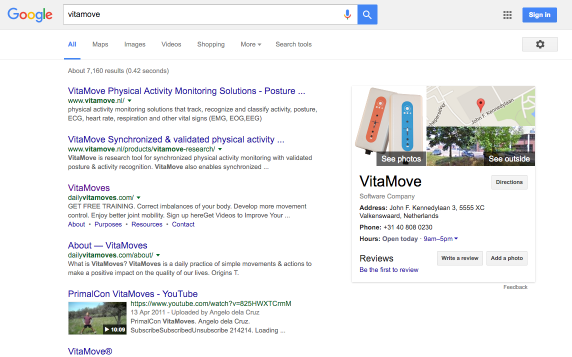 Google
vitamove
Sign in
All Maps Images Videos Shopping More Search tools
About 7,160 results (0.42 seconds)
VitaMove Physical Activity Monitoring Solutions - Posture ...
www.vitamove.nl/
physical activity monitoring solutions that track, recognize and classify activity, posture,
ECG, heart rate, respiration and other vital signs (EMG, EOG,EEG)
VitaMove Synchronized & validated physical activity ...
www.vitamove.nl/products/vitamove-research/
VitaMove is research tool for synchronized physical activity monitoring with validated
posture & activity recognition. VitaMove also enables synchronized ...
VitaMoves
dailyvitamoves.com/
GET FREE TRAINING. Correct imbalances of your body. Develop more movement
control. Enjoy better joint mobility. Sign up hereGet Videos to Improve Your ...
About · Purposes · Resources · Contact
About — VitaMoves
dailyvitamoves.com/about/
What is VitaMoves? VitaMoves is a daily practice of simple movements & actions to
make a positive impact on the quality of our lives. Origins T.
PrimalCon VitaMoves - YouTube
https://www.youtube.com/watch?v=825HWXTCrmM
13 Apr 2011 - Uploaded by Angelo dela Cruz
PrimalCon VitaMoves. Angelo dela Cruz.
SubscribeSubscribedUnsubscribe 214214. Loading ...
10:09
VitaMove®
John F. Kennedylaan
See photos
See outside
VitaMove
Directions
Software Company
Address: John F. Kennedylaan 3, 5555 XC
Valkenswaard, Netherlands
Phone: +31 40 808 0230
Hours: Open today · 9am–5pm
Reviews
Write a review
Add a photo
Be the first to review
Feedback